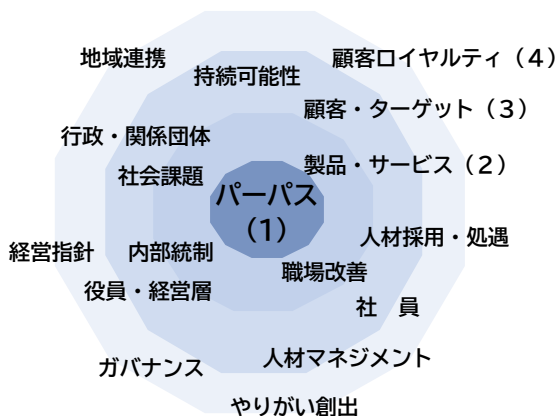 地域連携
顧客ロイヤルティ（４）
持続可能性
顧客・ターゲット（３）
行政・関係団体
製品・サービス（２）
社会課題
パーパス
（１）
人材採用・処遇
経営指針
内部統制
職場改善
役員・経営層
社　員
人材マネジメント
ガバナンス
やりがい創出